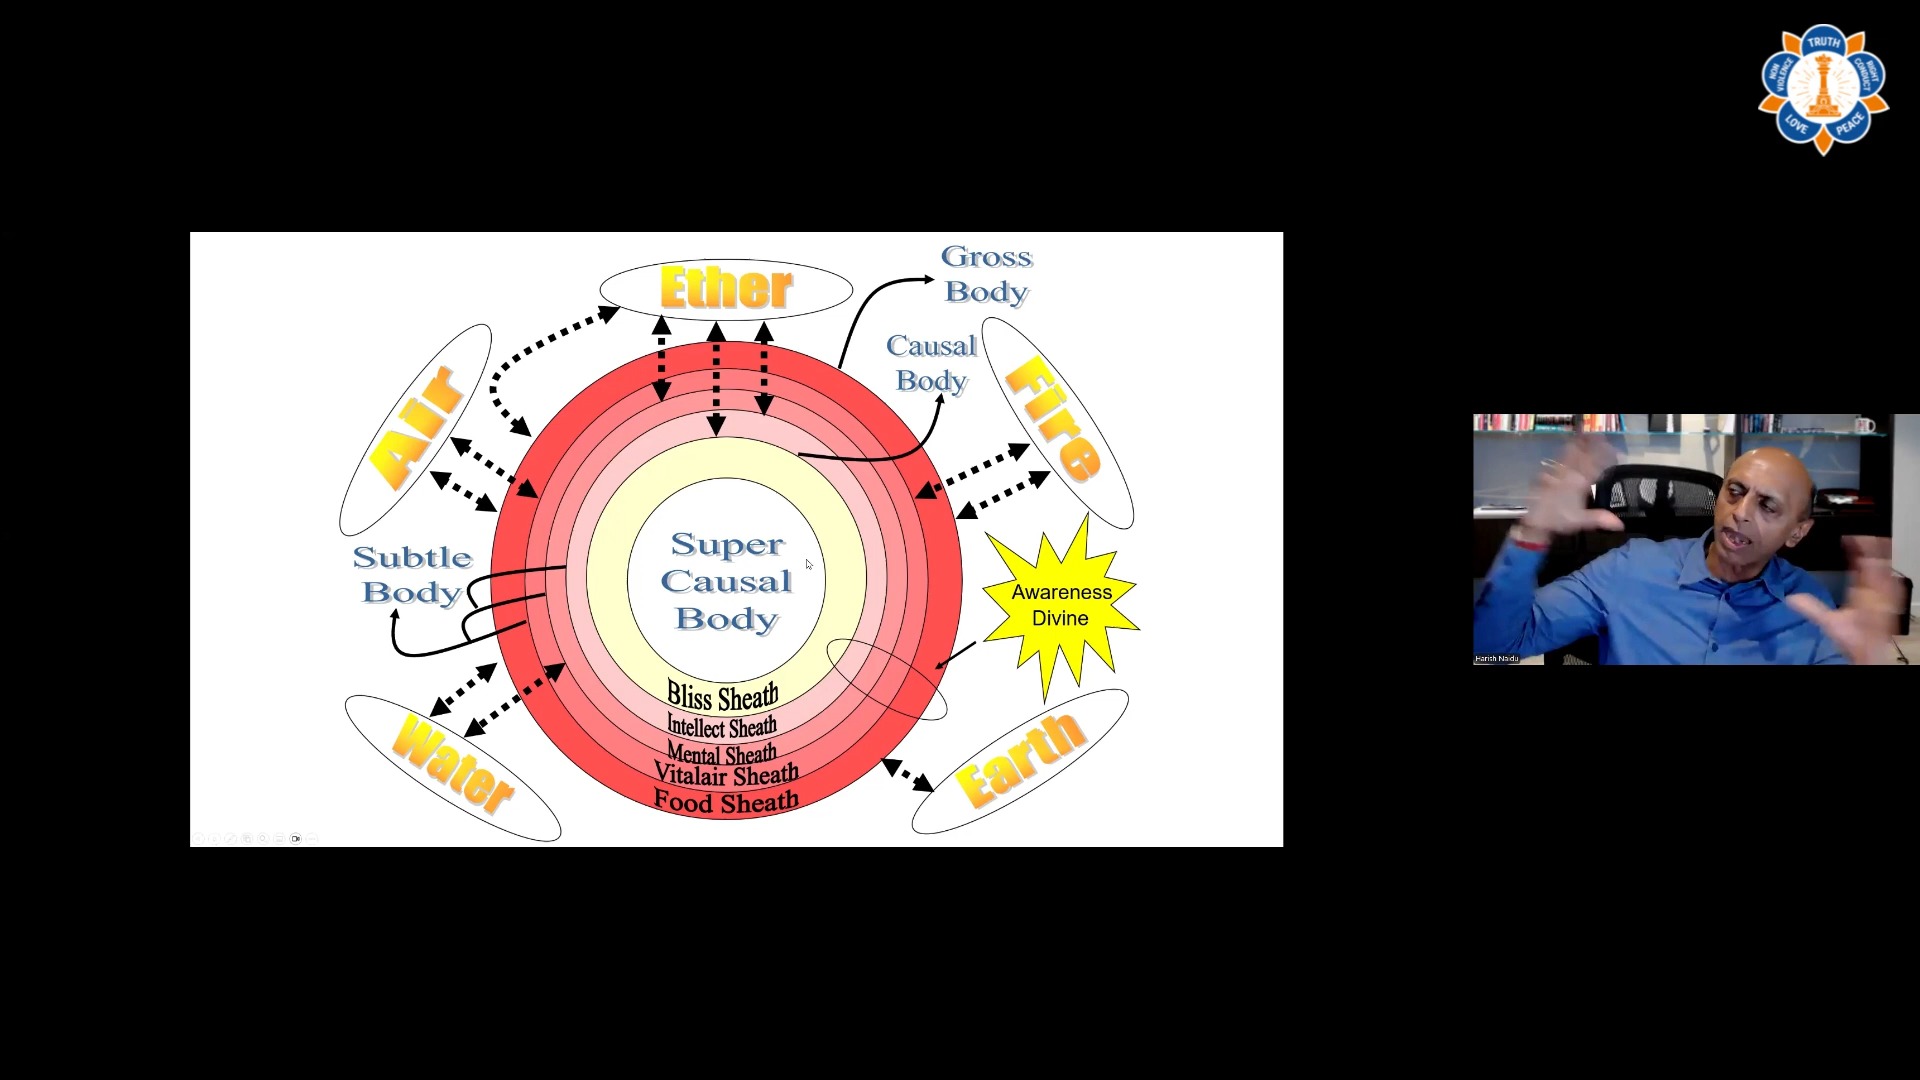 TRUTH
NON
VIOLENCE
RIGHT
CONDUCT
LOVE
PEACE
Ether
Gross
Body
Causal
Body
Air
Fire
Subtle
Body
Super
Causal
Body
Awareness
Divine
Bliss Sheath
Intellect Sheath
Mental Sheath
Vitalair Sheath
Food Sheath
Water
Earth
Harish Naidu